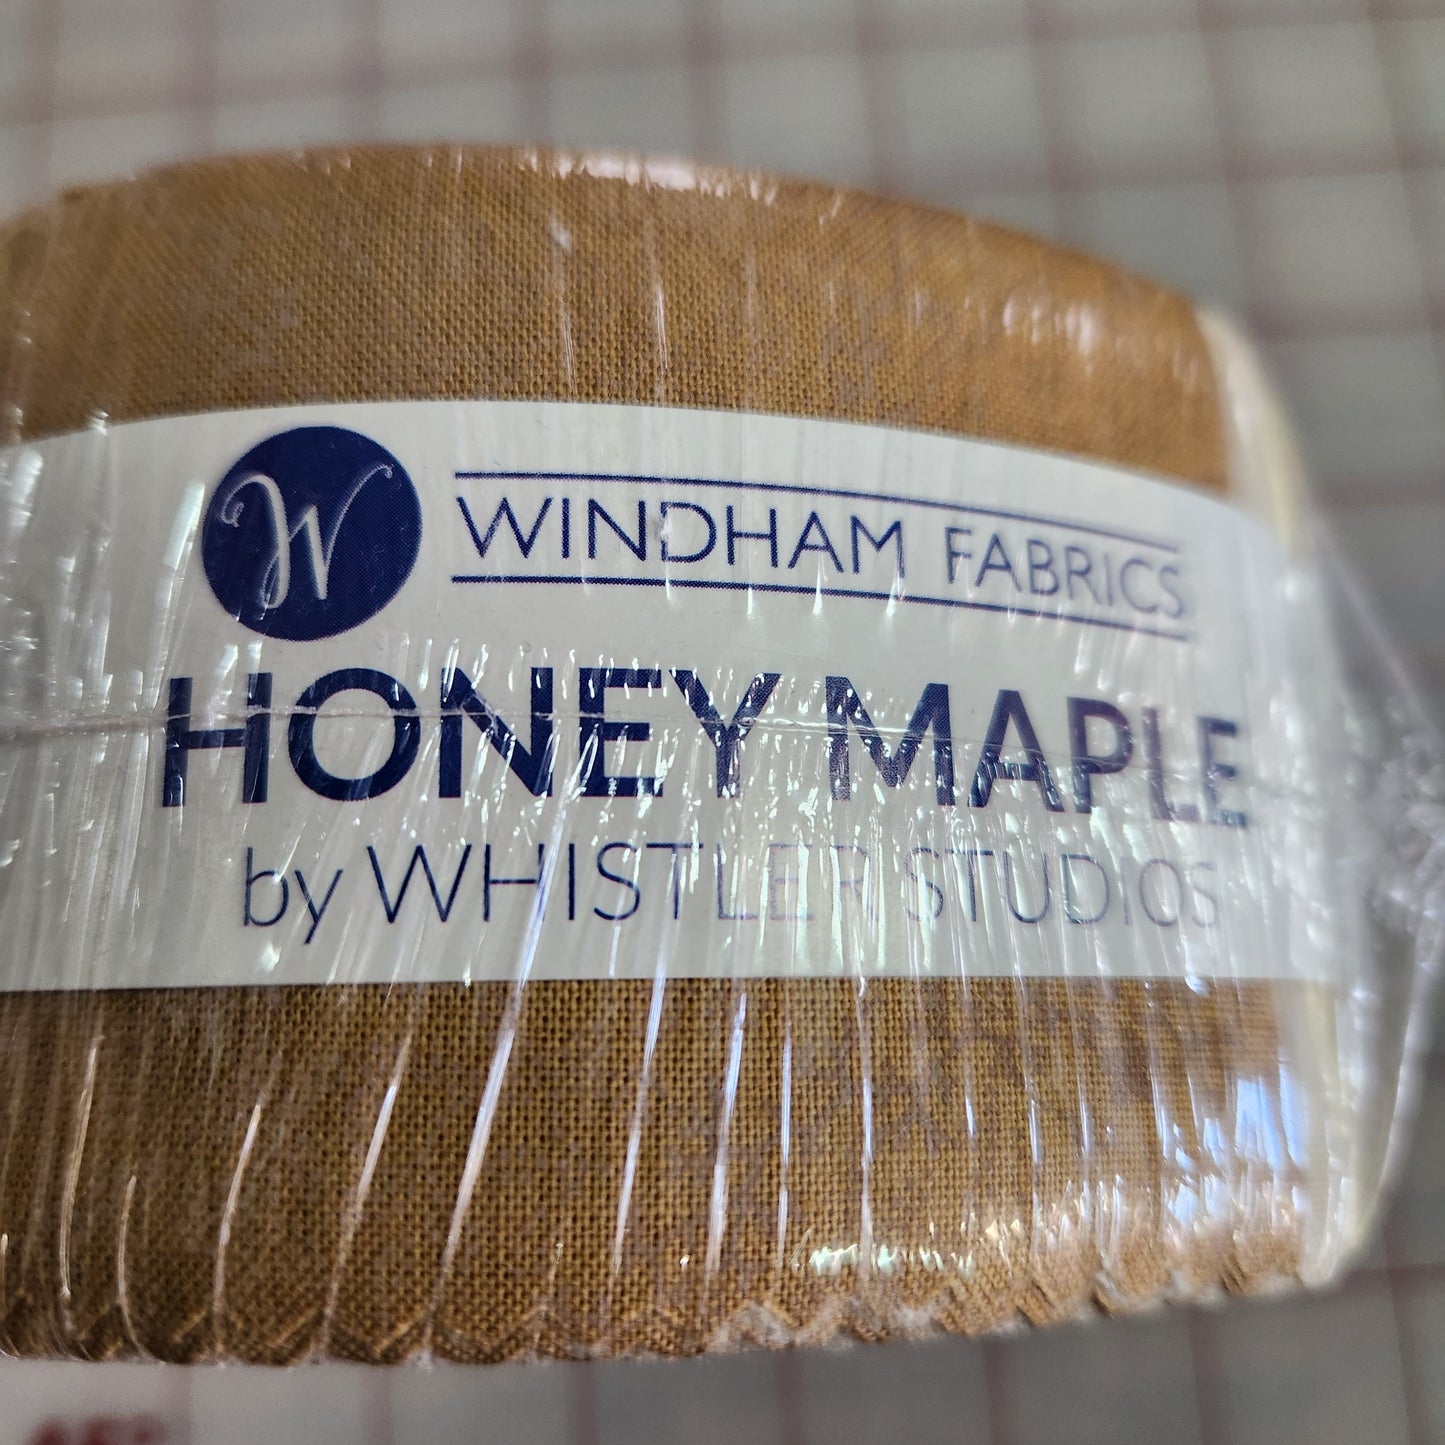 W
WINDHAM FABRICS
HONEY MAPLE
by WHISTLER STUDIOS